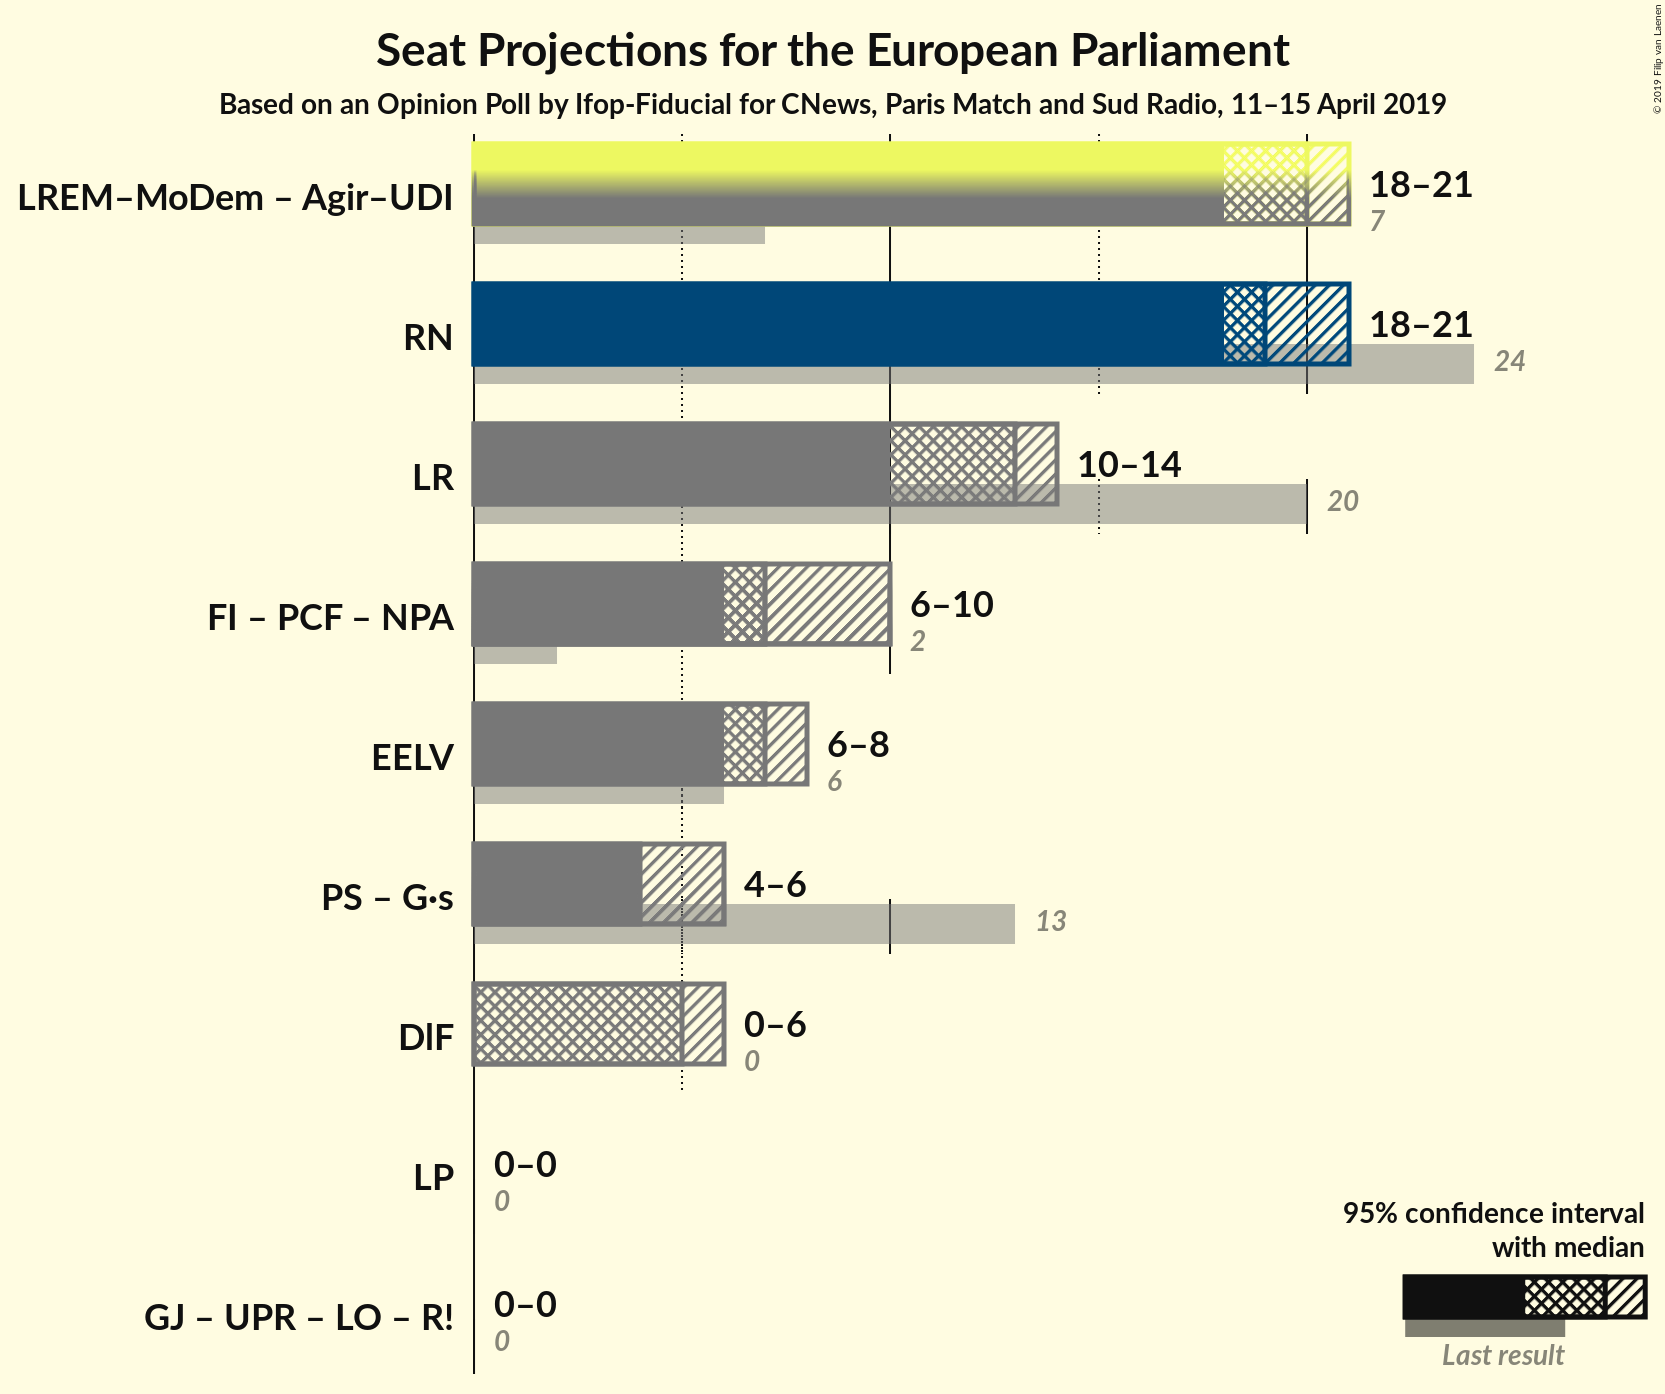 Seat Projections for the European Parliament
Based on an Opinion Poll by Ifop-Fiducial for CNews, Paris Match and Sud Radio, 11–15 April 2019
© 2019 Filip van Laenen
LREM–MoDem – Agir–UDI
18–21
7
RN
18–21
24
LR
10–14
20
FI – PCF – NPA
6–10
2
EELV
6–8
6
PS – G·s
4–6
13
DlF
0–6
0
LP
0–0
0
GJ – UPR – LO – R!
0–0
0
95% confidence interval
with median
Last result